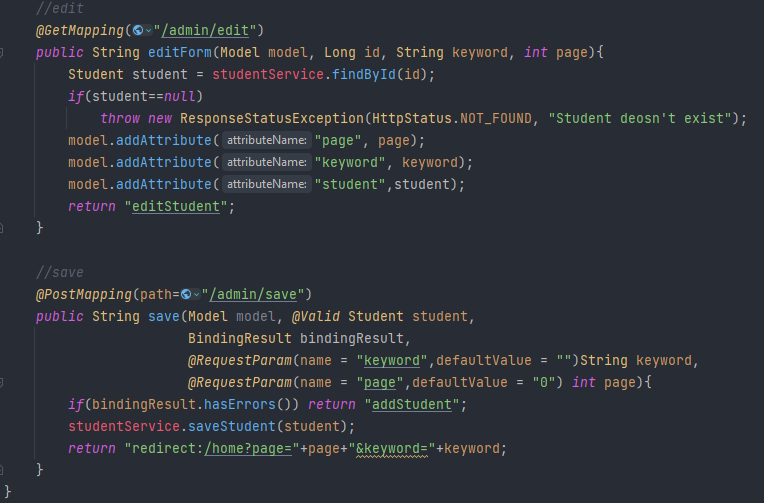 //edit
@GetMapping("/admin/edit")
public String editForm(Model model, Long id, String keyword, int page){
Student student = studentService.findById(id);
if(student==null)
throw new ResponseStatusException(HttpStatus.NOT_FOUND, "Student deosn't exist");
model.addAttribute( attributeName: "page", page);
model.addAttribute( attributeName: "keyword", keyword);
model.addAttribute( attributeName: "student",student);
return "editStudent";
}
//save
@PostMapping(path="/admin/save")
public String save(Model model, @Valid Student student,
BindingResult bindingResult,
@RequestParam(name = "keyword",defaultValue = "")String keyword,
@RequestParam(name = "page",defaultValue = "0") int page){
if(bindingResult.hasErrors()) return "addStudent";
studentService.saveStudent(student);
return "redirect:/home?page="+page+"&keyword="+keyword;
}
}